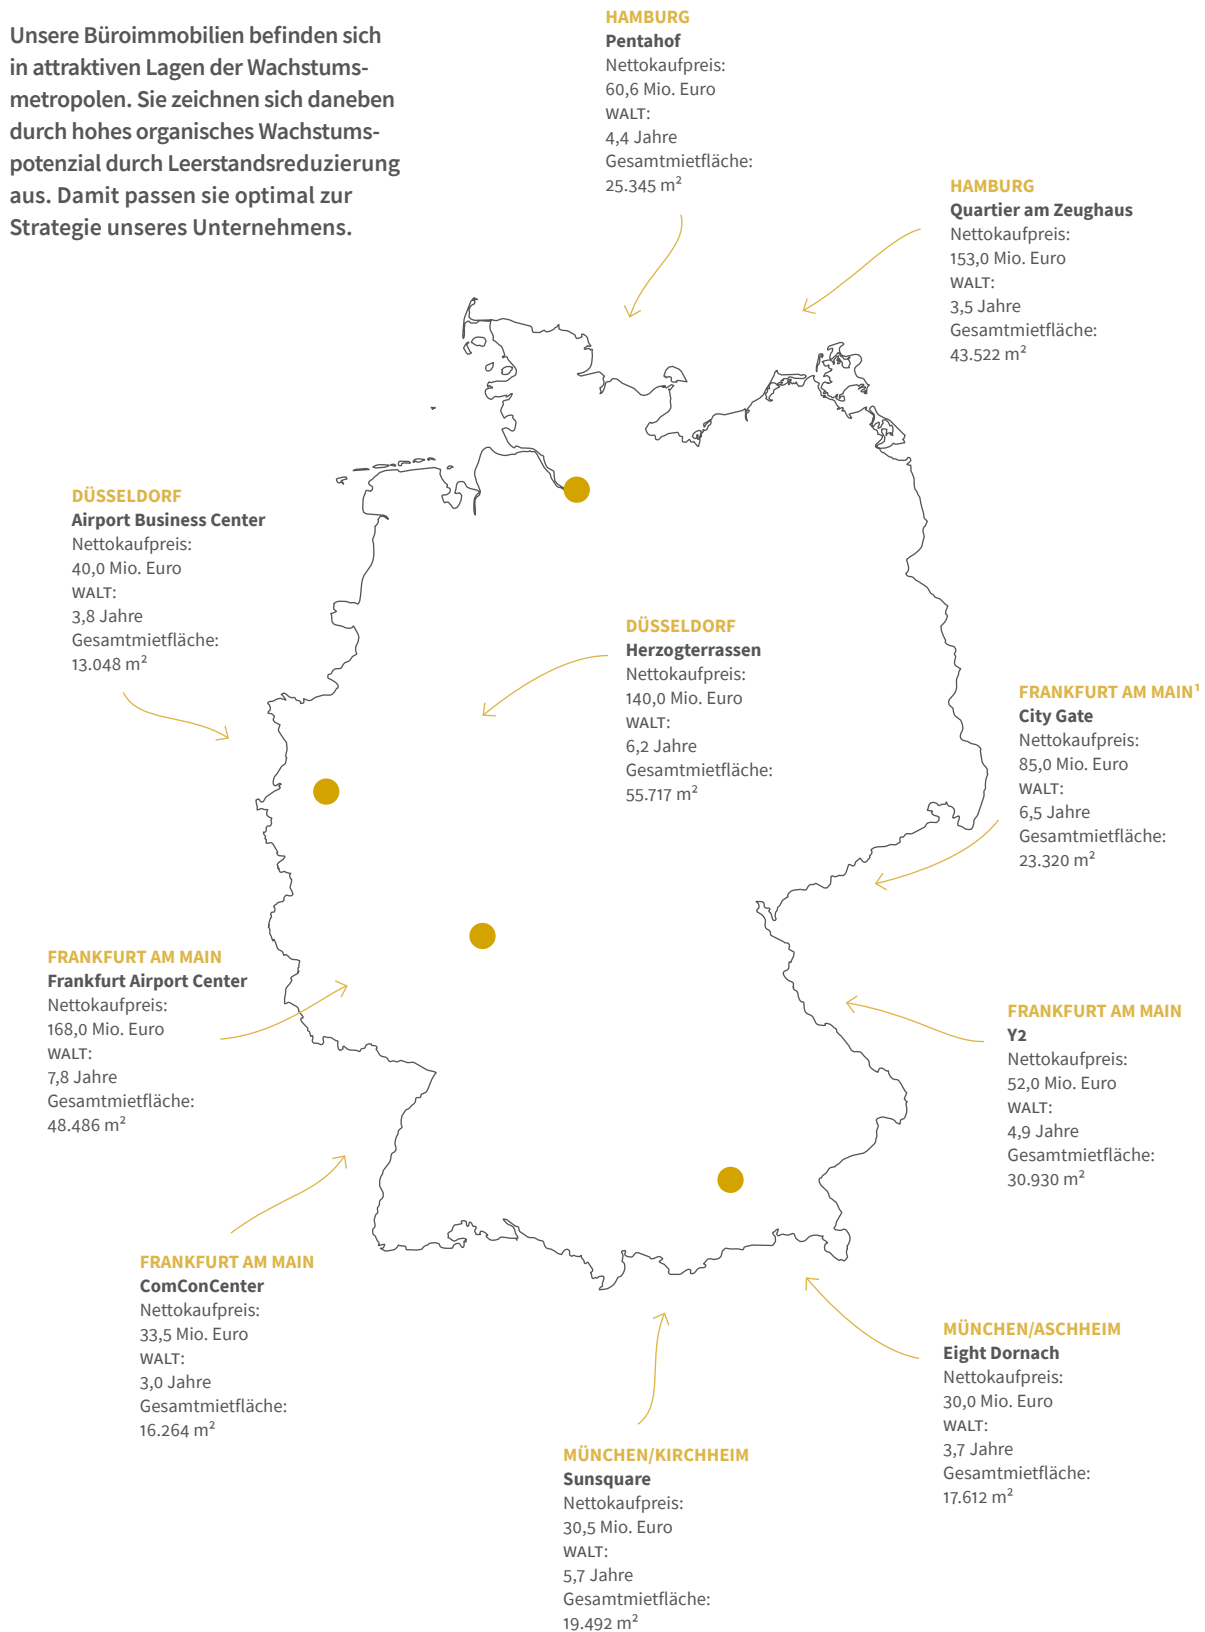 Unsere Büroimmobilien befinden sich
in attraktiven Lagen der Wachstums-
metropolen. Sie zeichnen sich daneben
durch hohes organisches Wachstums-
potenzial durch Leerstandsreduzierung
aus. Damit passen sie optimal zur
Strategie unseres Unternehmens.
HAMBURG
Pentahof
Nettokaufpreis:
60,6 Mio. Euro
WALT:
4,4 Jahre
Gesamtmietfläche:
25.345 m²
HAMBURG
Quartier am Zeughaus
Nettokaufpreis:
153,0 Mio. Euro
WALT:
3,5 Jahre
Gesamtmietfläche:
43.522 m²
DÜSSELDORF
Airport Business Center
Nettokaufpreis:
40,0 Mio. Euro
WALT:
3,8 Jahre
Gesamtmietfläche:
13.048 m²
DÜSSELDORF
Herzogterrassen
Nettokaufpreis:
140,0 Mio. Euro
WALT:
6,2 Jahre
Gesamtmietfläche:
55.717 m²
FRANKFURT AM MAIN¹
City Gate
Nettokaufpreis:
85,0 Mio. Euro
WALT:
6,5 Jahre
Gesamtmietfläche:
23.320 m²
FRANKFURT AM MAIN
Frankfurt Airport Center
Nettokaufpreis:
168,0 Mio. Euro
WALT:
7,8 Jahre
Gesamtmietfläche:
48.486 m²
FRANKFURT AM MAIN
Y2
Nettokaufpreis:
52,0 Mio. Euro
WALT:
4,9 Jahre
Gesamtmietfläche:
30.930 m²
FRANKFURT AM MAIN
ComConCenter
Nettokaufpreis:
33,5 Mio. Euro
WALT:
3,0 Jahre
Gesamtmietfläche:
16.264 m²
MÜNCHEN/ASCHHEIM
Eight Dornach
Nettokaufpreis:
30,0 Mio. Euro
WALT:
3,7 Jahre
Gesamtmietfläche:
17.612 m²
MÜNCHEN/KIRCHHEIM
Sunsquare
Nettokaufpreis:
30,5 Mio. Euro
WALT:
5,7 Jahre
Gesamtmietfläche:
19.492 m²